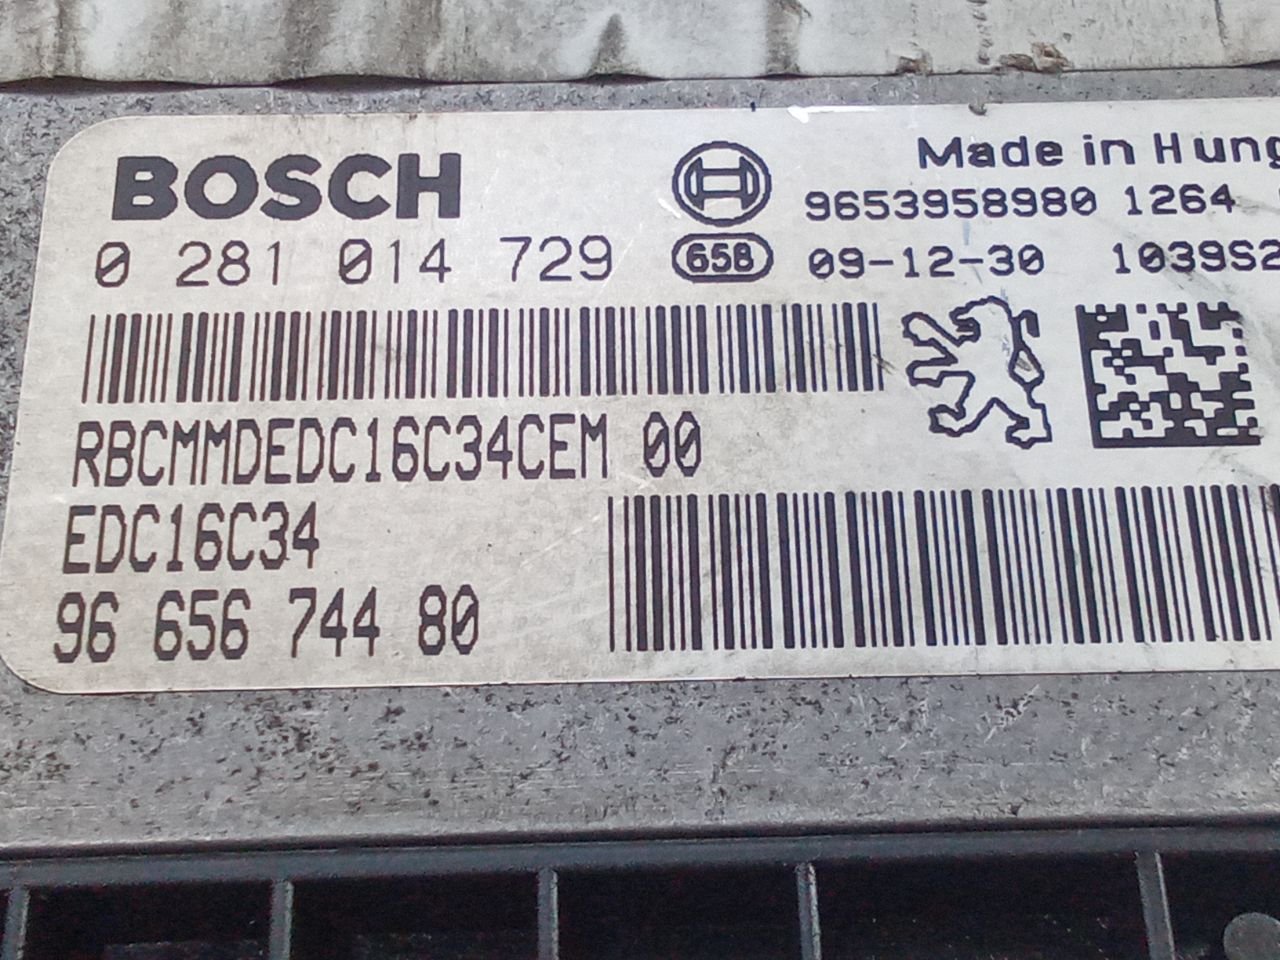 BOSCH
Made in Hung
9653958980 1264
0 281 014 729
658
09-12-30 1039S2
RBCMMDEDC16C34CEM 00
EDC16C34
96 656 744 80